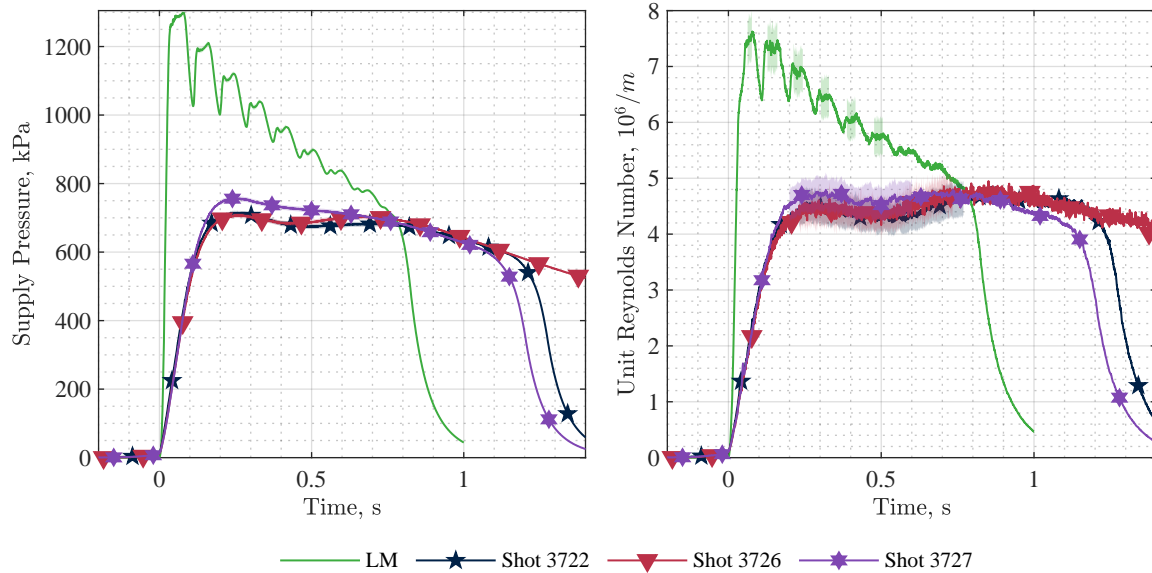 Supply Pressure, kPa
1200
1000
800
600
400
200
0
0
0.5
1
Time, s
Unit Reynolds Number, 10^6/m
8
7
6
5
4
3
2
1
0
0
0.5
1
Time, s
LM
Shot 3722
Shot 3726
Shot 3727